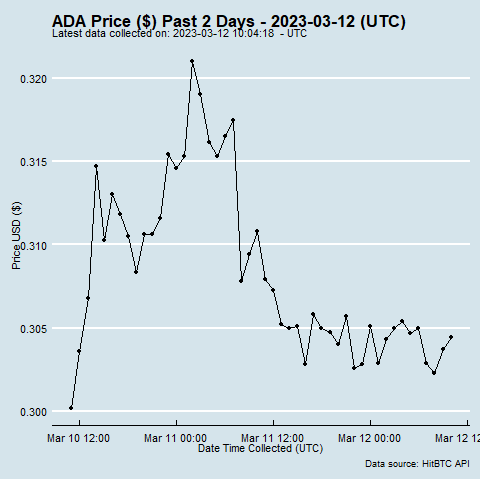 ADA Price ($) Past 2 Days - 2023-03-12 (UTC)
Latest data collected on: 2023-03-12 10:04:18 - UTC
0.320
0.315
0.310
0.305
0.300
Price USD ($)
Mar 10 12:00
Mar 11 00:00
Mar 11 12:00
Mar 12 00:00
Mar 12 12
Date Time Collected (UTC)
Data source: HitBTC API